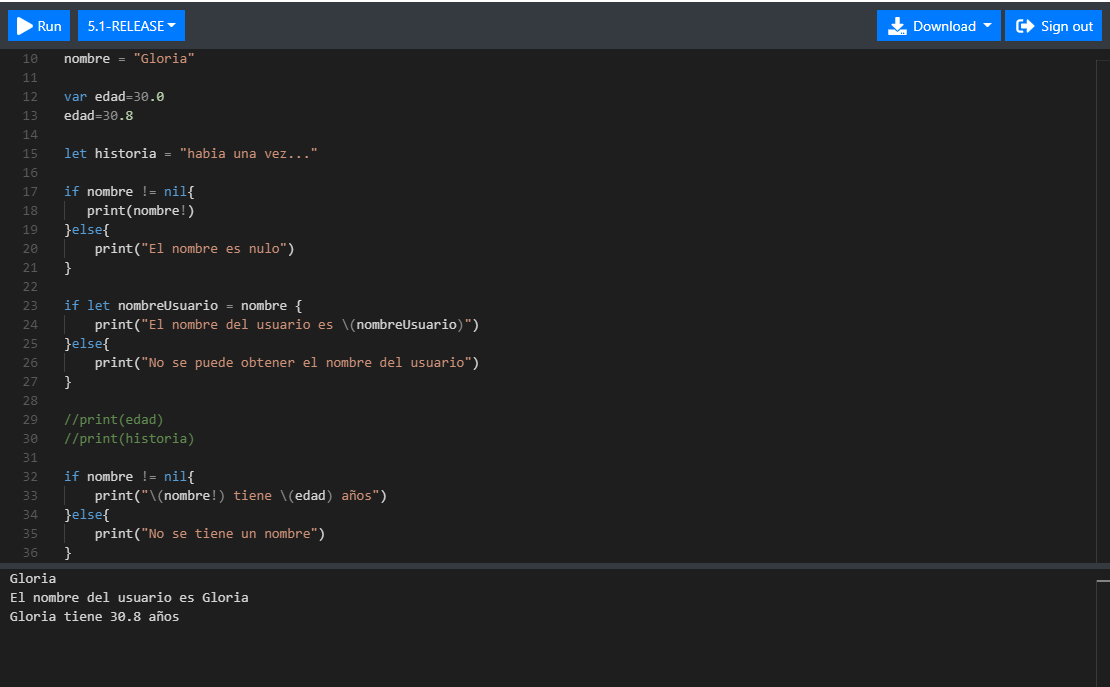 Run 5.1-RELEASE Download Sign out
10 nombre = "Gloria"
11
12 var edad=30.0
13 edad=30.8
14
15 let historia = "habia una vez..."
16
17 if nombre != nil{
18    print(nombre!)
19 }else{
20     print("El nombre es nulo")
21 }
22
23 if let nombreUsuario = nombre {
24     print("El nombre del usuario es \(nombreUsuario)")
25 }else{
26     print("No se puede obtener el nombre del usuario")
27 }
28
29 //print(edad)
30 //print(historia)
31
32 if nombre != nil{
33     print("\(nombre!) tiene \(edad) años")
34 }else{
35     print("No se tiene un nombre")
36 }
Gloria
El nombre del usuario es Gloria
Gloria tiene 30.8 años